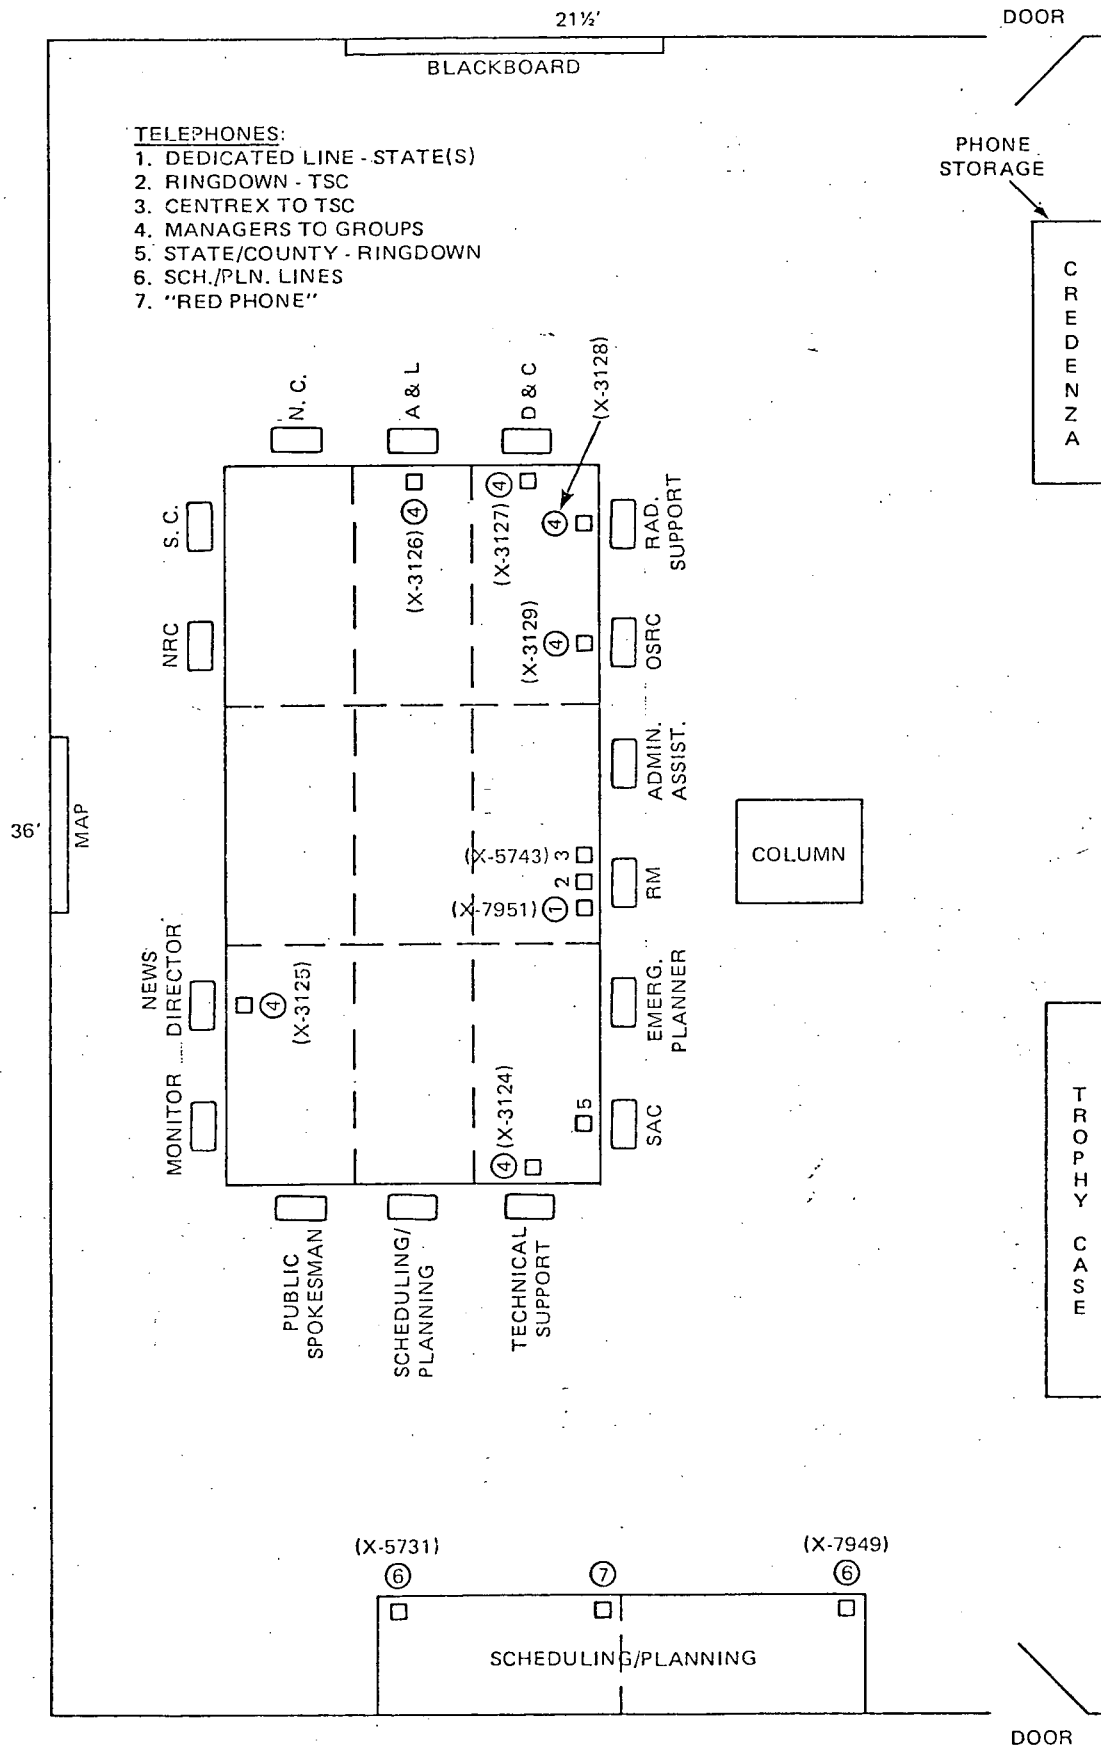 21½'
DOOR
BLACKBOARD
TELEPHONES:
1. DEDICATED LINE - STATE(S)
2. RINGDOWN - TSC
3. CENTREX TO TSC
4. MANAGERS TO GROUPS
5. STATE/COUNTY - RINGDOWN
6. SCH./PLN. LINES
7. "RED PHONE"
PHONE
STORAGE
CREDENZA
N. C.
A & L
D & C
(X-3128)
S. C.
NRC
4
(X-3126)
4
(X-3127)
4
RAD.
SUPPORT
(X-3129)
4
OSRC
ADMIN.
ASSIST.
36'
MAP
COLUMN
(X-5743) 3
2
(X-7951) 1
RM
NEWS
DIRECTOR
4
(X-3125)
EMERG.
PLANNER
MONITOR
4 (X-3124)
5
SAC
TROPHY CASE
PUBLIC
SPOKESMAN
SCHEDULING/
PLANNING
TECHNICAL
SUPPORT
(X-5731)
6
7
(X-7949)
6
SCHEDULING/PLANNING
DOOR